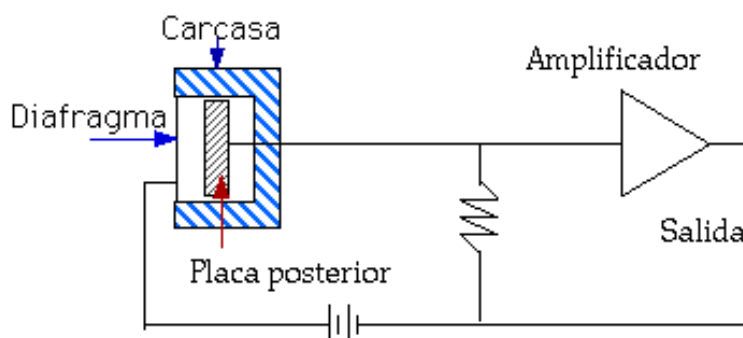 Carcasa
Amplificador
Diafragma
Salida
Placa posterior